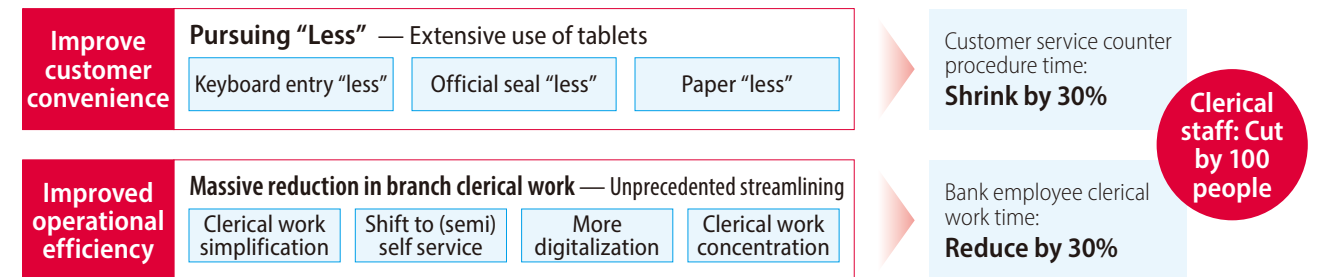 Improve
customer
convenience
Pursuing “Less” — Extensive use of tablets
Keyboard entry “less”
Official seal “less”
Paper “less”
Customer service counter
procedure time:
Shrink by 30%
Clerical
staff: Cut
by 100
people
Improved
operational
efficiency
Massive reduction in branch clerical work — Unprecedented streamlining
Clerical work
simplification
Shift to (semi)
self service
More
digitalization
Clerical work
concentration
Bank employee clerical
work time:
Reduce by 30%